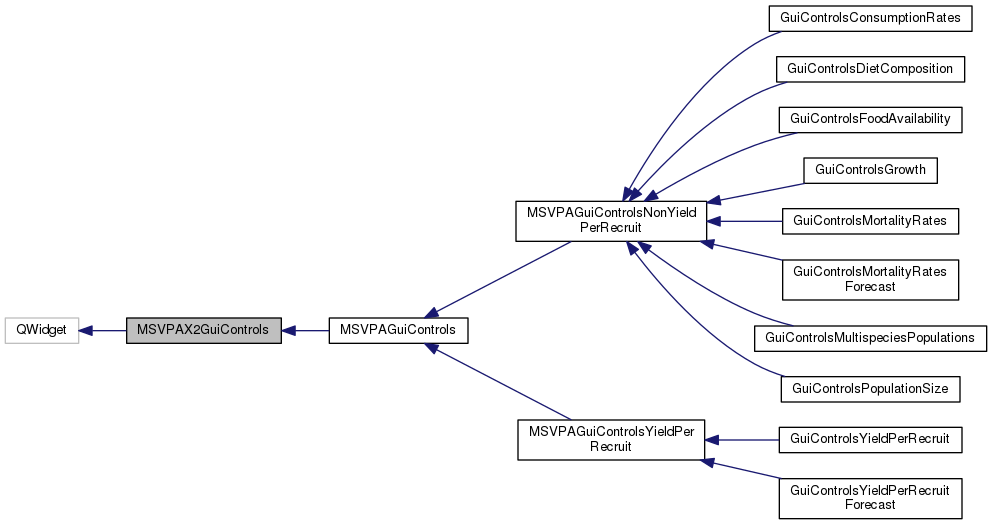 GuiControlsConsumptionRates
GuiControlsDietComposition
GuiControlsFoodAvailability
GuiControlsGrowth
MSVPAGuiControlsNonYield
PerRecruit
GuiControlsMortalityRates
GuiControlsMortalityRates
Forecast
QWidget
MSVPAX2GuiControls
MSVPAGuiControls
GuiControlsMultispeciesPopulations
GuiControlsPopulationSize
MSVPAGuiControlsYieldPer
Recruit
GuiControlsYieldPerRecruit
GuiControlsYieldPerRecruit
Forecast